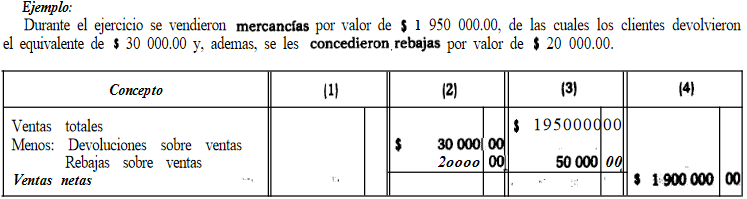 Ejemplo:
Durante el ejercicio se vendieron mercancías por valor de $ 1 950 000.00, de las cuales los clientes devolvieron
el equivalente de $ 30 000.00 y, ademas, se les concedieron rebajas por valor de $ 20 000.00.
Concepto (1) (2) (3) (4)
Ventas totales $ 195000000
Menos: Devoluciones sobre ventas $ 30 000 00
Rebajas sobre ventas 20000 00 50 000 00
Ventas netas $ 1 900 000 00